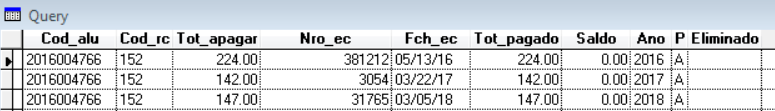 Query
Cod_alu Cod_rc Tot_apagar Nro_ec Fch_ec Tot_pagado Saldo Ano P Eliminado
2016004766 152 224.00 381212 05/13/16 224.00 0.00 2016 A
2016004766 152 142.00 3054 03/22/17 142.00 0.00 2017 A
2016004766 152 147.00 31765 03/05/18 147.00 0.00 2018 A